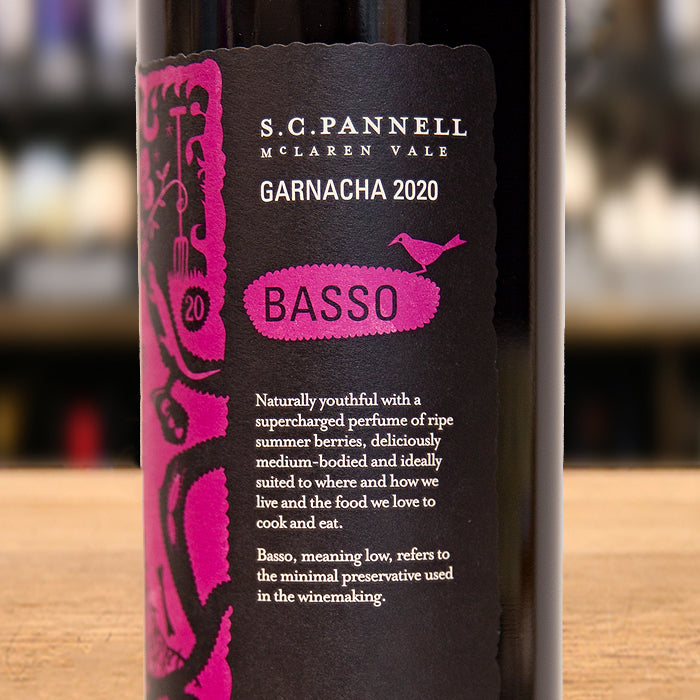 S.C.PANNELL
McLAREN VALE
GARNACHA 2020
BASSO
20
Naturally youthful with a
supercharged perfume of ripe
summer berries, deliciously
medium-bodied and ideally
suited to where and how we
live and the food we love to
cook and eat.
Basso, meaning low, refers to
the minimal preservative used
in the winemaking.